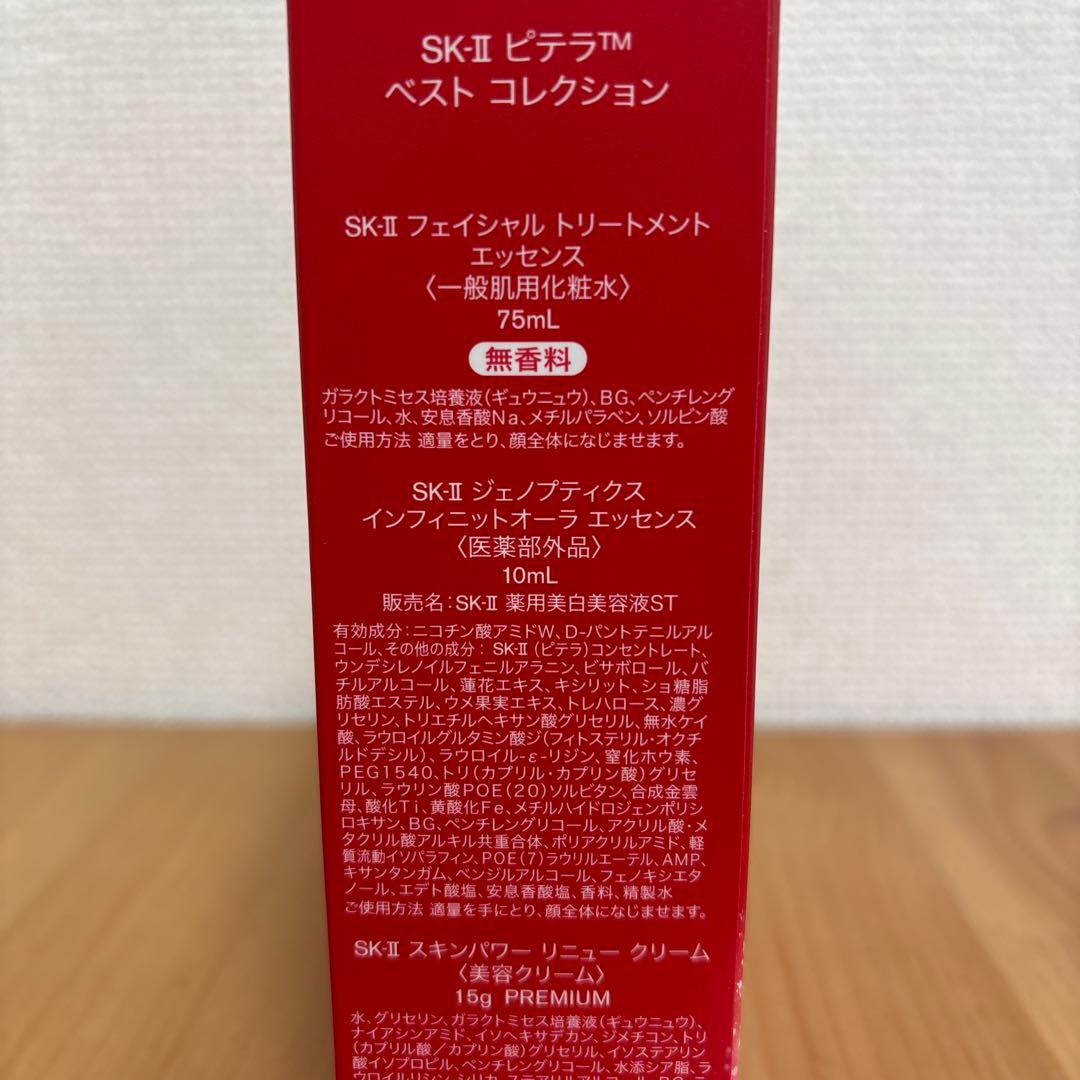 SK-Ⅱ ピテラ™
ベスト コレクション
SK-Ⅱ フェイシャル トリートメント
エッセンス
〈一般肌用化粧水〉
75mL
無香料
ガラクトミセス培養液(ギュウニュウ)、BG、ペンチレング
リコール、水、安息香酸Na、メチルパラベン、ソルビン酸
ご使用方法 適量をとり、顔全体になじませます。
SK-Ⅱ ジェノプティクス
インフィニットオーラ エッセンス
〈医薬部外品〉
10mL
販売名：SK-Ⅱ 薬用美白美容液ST
有効成分：ニコチン酸アミドW、D-パントテニルアル
コール、その他の成分：SK-Ⅱ (ピテラ)コンセントレート、
ウンデシレノイルフェニルアラニン、ビサボロール、バ
チルアルコール、蓮花エキス、キシリット、ショ糖脂
肪酸エステル、ウメ果実エキス、トレハロース、濃グ
リセリン、トリエチルヘキサン酸グリセリル、無水ケイ
酸、ラウロイルグルタミン酸ジ(フィトステリル・オクチ
ルドデシル)、ラウロイル-ε-リジン、窒化ホウ素、
PEG1540、トリ(カプリル・カプリン酸)グリセ
リル、ラウリン酸POE(20)ソルビタン、合成金雲
母、酸化Ti、黄酸化Fe、メチルハイドロジェンポリシ
ロキサン、BG、ペンチレングリコール、アクリル酸・メ
タクリル酸アルキル共重合体、ポリアクリルアミド、軽
質流動イソパラフィン、POE(7)ラウリルエーテル、AMP、
キサンタンガム、ベンジルアルコール、フェノキシエタ
ノール、エデト酸塩、安息香酸塩、香料、精製水
ご使用方法 適量を手にとり、顔全体になじませます。
SK-Ⅱ スキンパワー リニュー クリーム
〈美容クリーム〉
15g PREMIUM
水、グリセリン、ガラクトミセス培養液(ギュウニュウ)、
ナイアシンアミド、イソヘキサデカン、ジメチコン、トリ
(カプリル酸／カプリン酸)グリセリル、イソステアリン
酸イソプロピル、ペンチレングリコール、水添シア脂、ラ
ウロイルリシン、シリカ、ステアリルアルコール、BG、